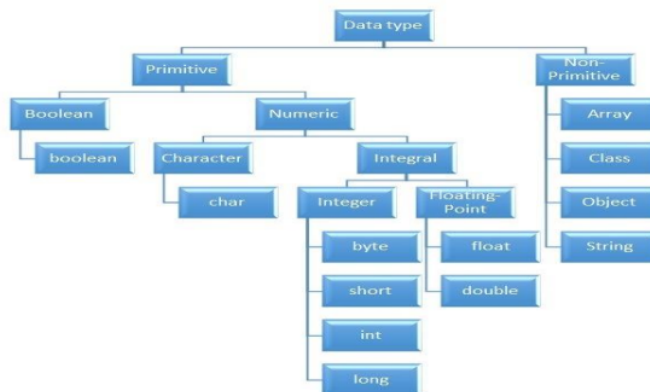 Data type
Primitive
Non-
Primitive
Boolean
Numeric
Array
boolean
Character
Integral
Class
char
Integer
Floating-
Point
Object
byte
float
String
short
double
int
long